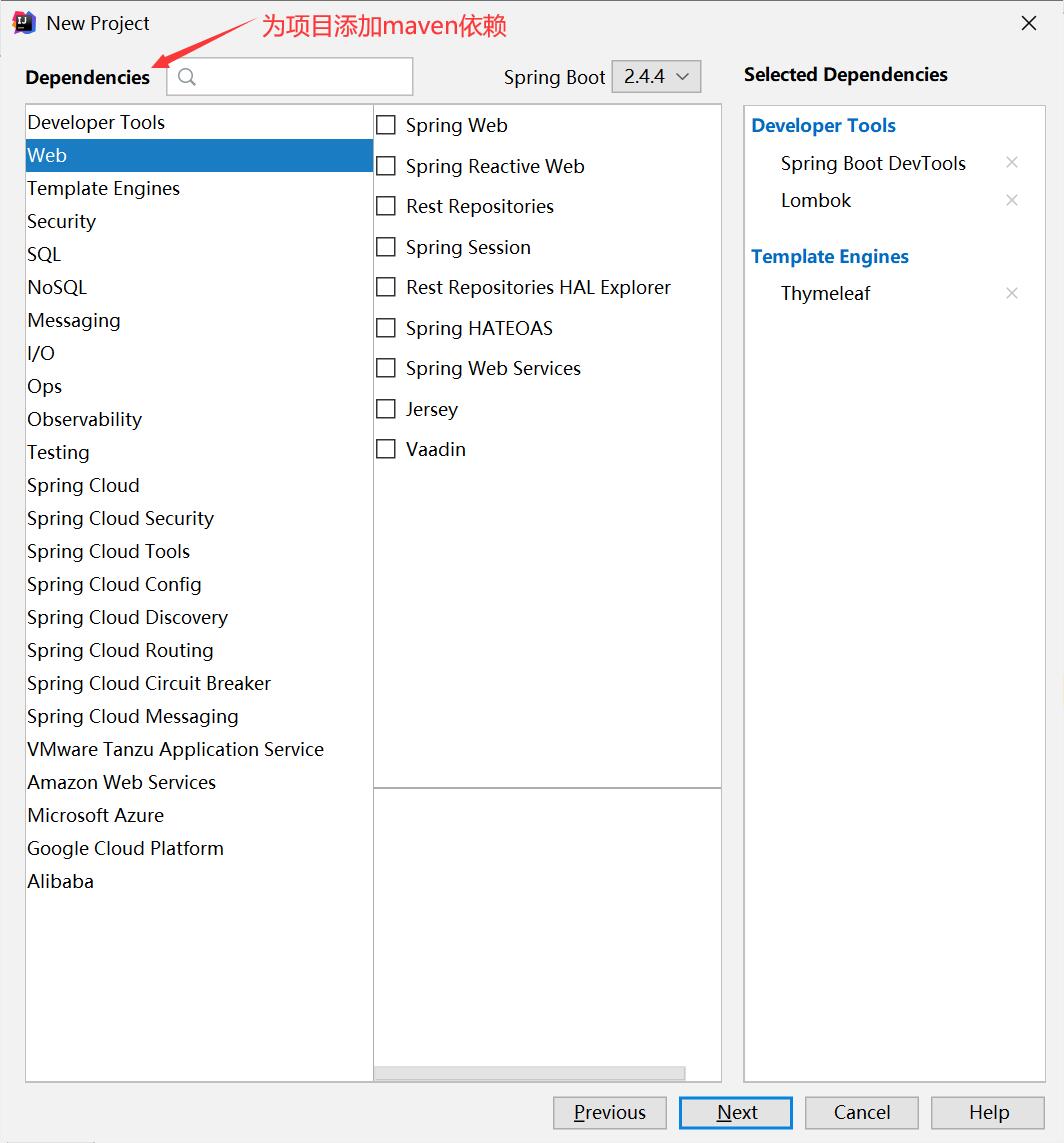 New Project
为项目添加maven依赖
Dependencies
Spring Boot 2.4.4
Selected Dependencies
Developer Tools
Web
Template Engines
Security
SQL
NoSQL
Messaging
I/O
Ops
Observability
Testing
Spring Cloud
Spring Cloud Security
Spring Cloud Tools
Spring Cloud Config
Spring Cloud Discovery
Spring Cloud Routing
Spring Cloud Circuit Breaker
Spring Cloud Messaging
VMware Tanzu Application Service
Amazon Web Services
Microsoft Azure
Google Cloud Platform
Alibaba
Spring Web
Spring Reactive Web
Rest Repositories
Spring Session
Rest Repositories HAL Explorer
Spring HATEOAS
Spring Web Services
Jersey
Vaadin
Developer Tools
Spring Boot DevTools
Lombok
Template Engines
Thymeleaf
Previous
Next
Cancel
Help